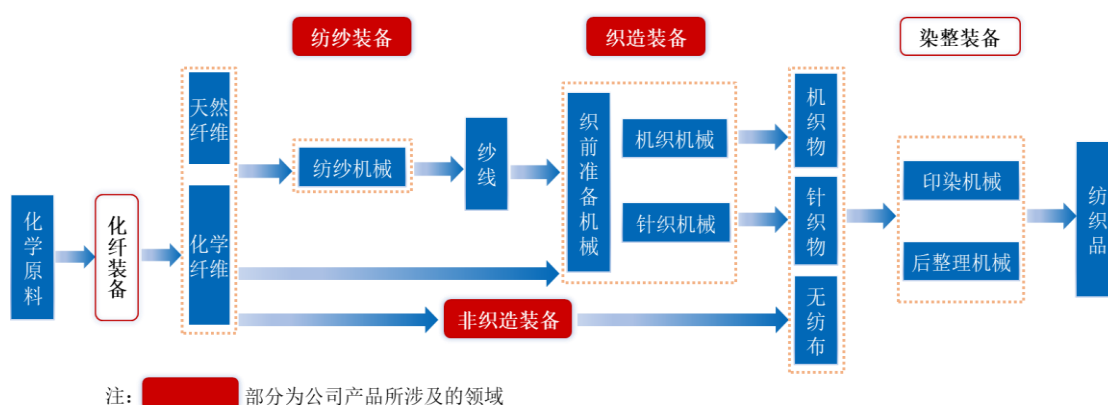 纺纱装备
织造装备
染整装备
天然
纤维
纺纱机械
纱线
织前准备机械
机织机械
针织机械
机织物
针织物
无纺布
印染机械
后整理机械
纺织品
化学原料
化纤装备
化学
纤维
非织造装备
注：
部分为公司产品所涉及的领域